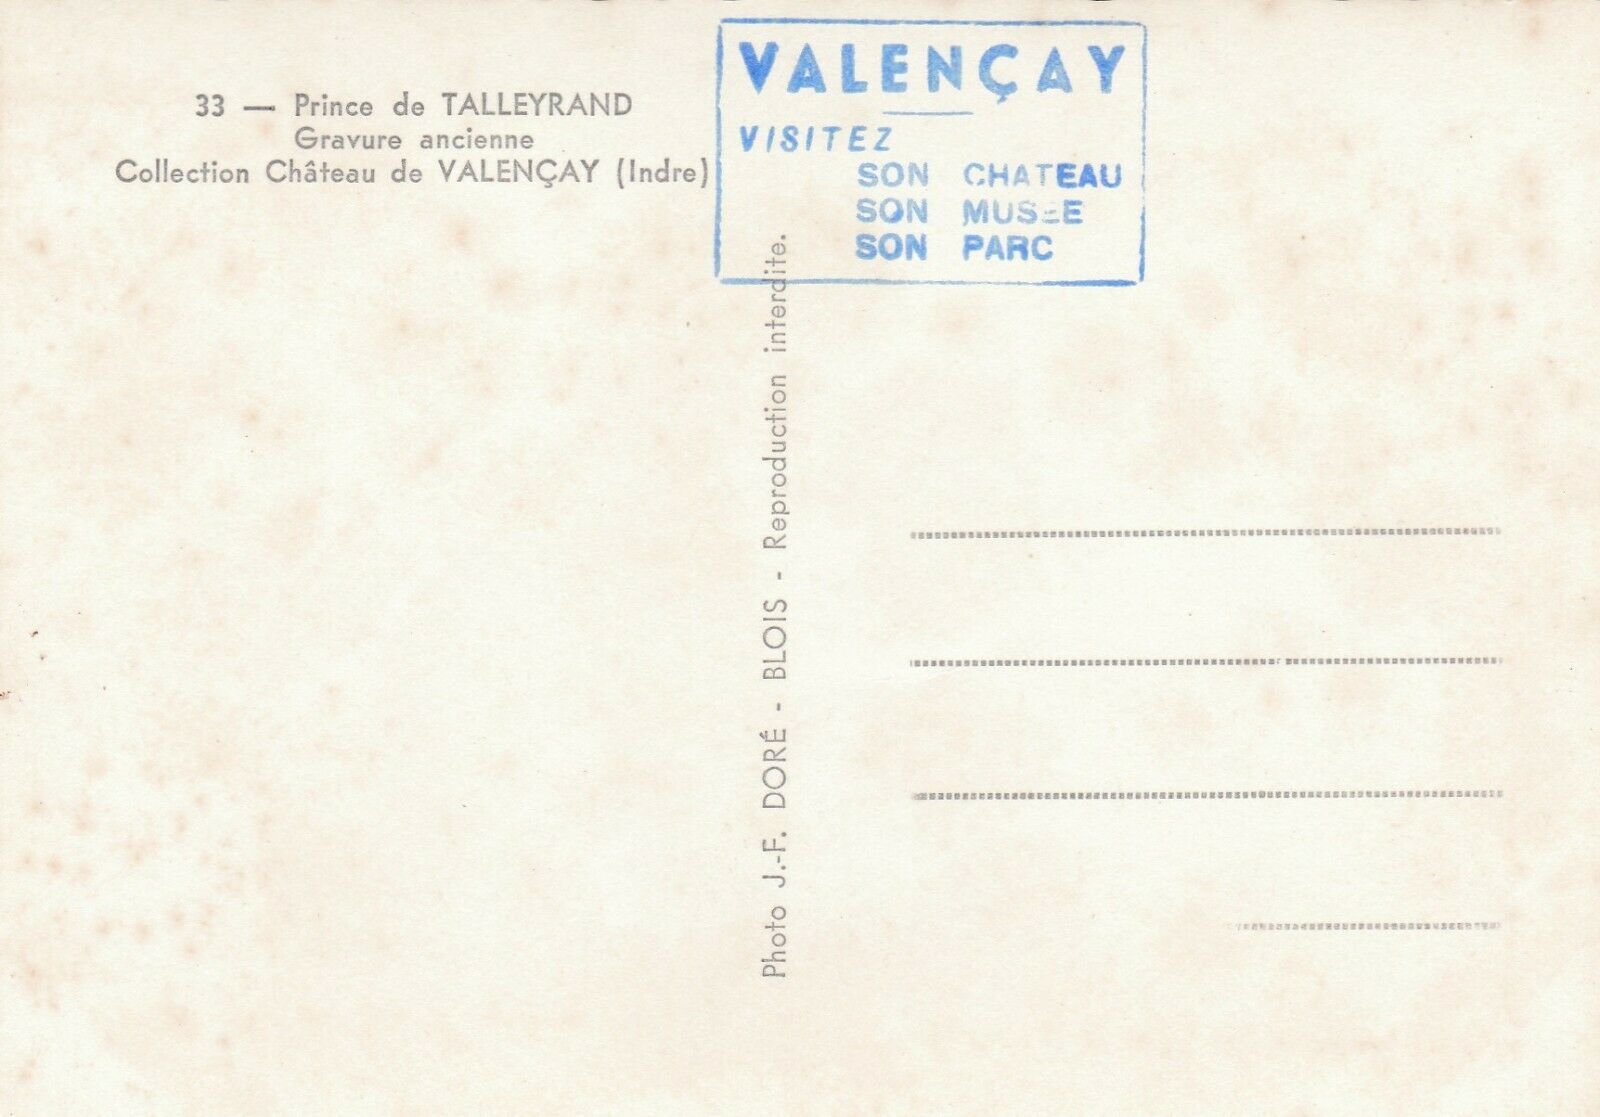 33 — Prince de TALLEYRAND
Gravure ancienne
Collection Château de VALENÇAY (Indre)
VALENÇAY
VISITEZ
SON CHATEAU
SON MUSEE
SON PARC
Photo J.-F. DORÉ - BLOIS - Reproduction interdite.